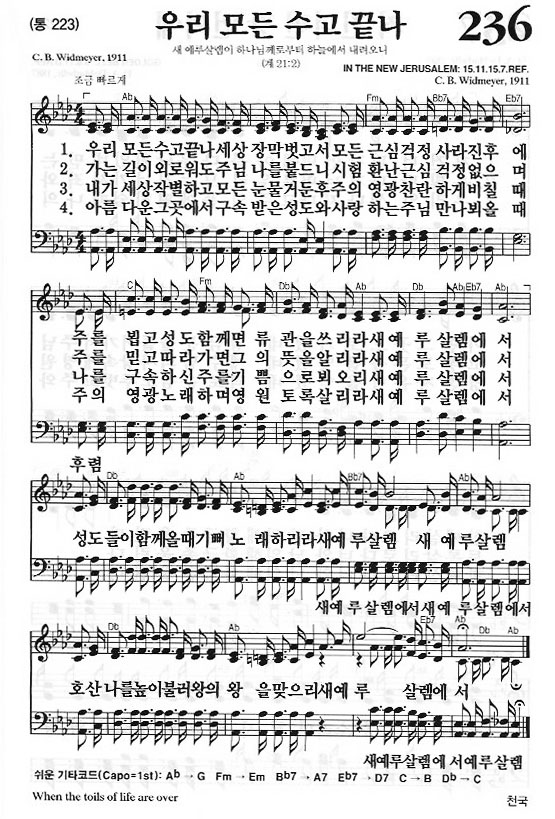 (통 223)
우리 모든 수고 끝나
236
새 예루살렘이 하나님께로부터 하늘에서 내려오니
(계 21:2)
C. B. Widmeyer, 1911
IN THE NEW JERUSALEM: 15.11.15.7.REF.
C. B. Widmeyer, 1911
조금 빠르게
Ab Fm Bb7 Eb7
1. 우리 모든수고끝나세상 장막벗고서모든 근심걱정 사라진후 에
2. 가는 길이외로워도주님 나를붙드니시험 환난근심 걱정없으 며
3. 내가 세상작별하고모든 눈물거둔후주의 영광찬란 하게비칠 때
4. 아름 다운그곳에서구속 받은성도와사랑 하는주님 만나뵈올 때
C Fm Db Ab Db Ab Eb7 Ab
주를 뵙고성도함께면 류 관을쓰리라새예 루 살렘에 서
주를 믿고따라가면그 의 뜻을알리라새예 루 살렘에 서
나를 구속하신주를기 쁨 으로뵈오리새예 루 살렘에 서
주의 영광노래하며영 원 토록살리라새예 루 살렘에 서
후렴
Db Ab Bb7 Ab
성도들이함께올때기뻐 노 래하리라새예 루살렘 새 예루살렘
새예루살렘에서새예 루살렘에서
Db Ab Eb7 Ab Db Ab
호산나를높이불러왕의 왕 을맞으리새예 루 살렘에 서
새예루살렘에 서예루살렘에서
쉬운 기타코드(Capo=1st): Ab → G Fm → Em Bb7 → A7 Eb7 → D7 C → B Db → C
When the toils of life are over
천국